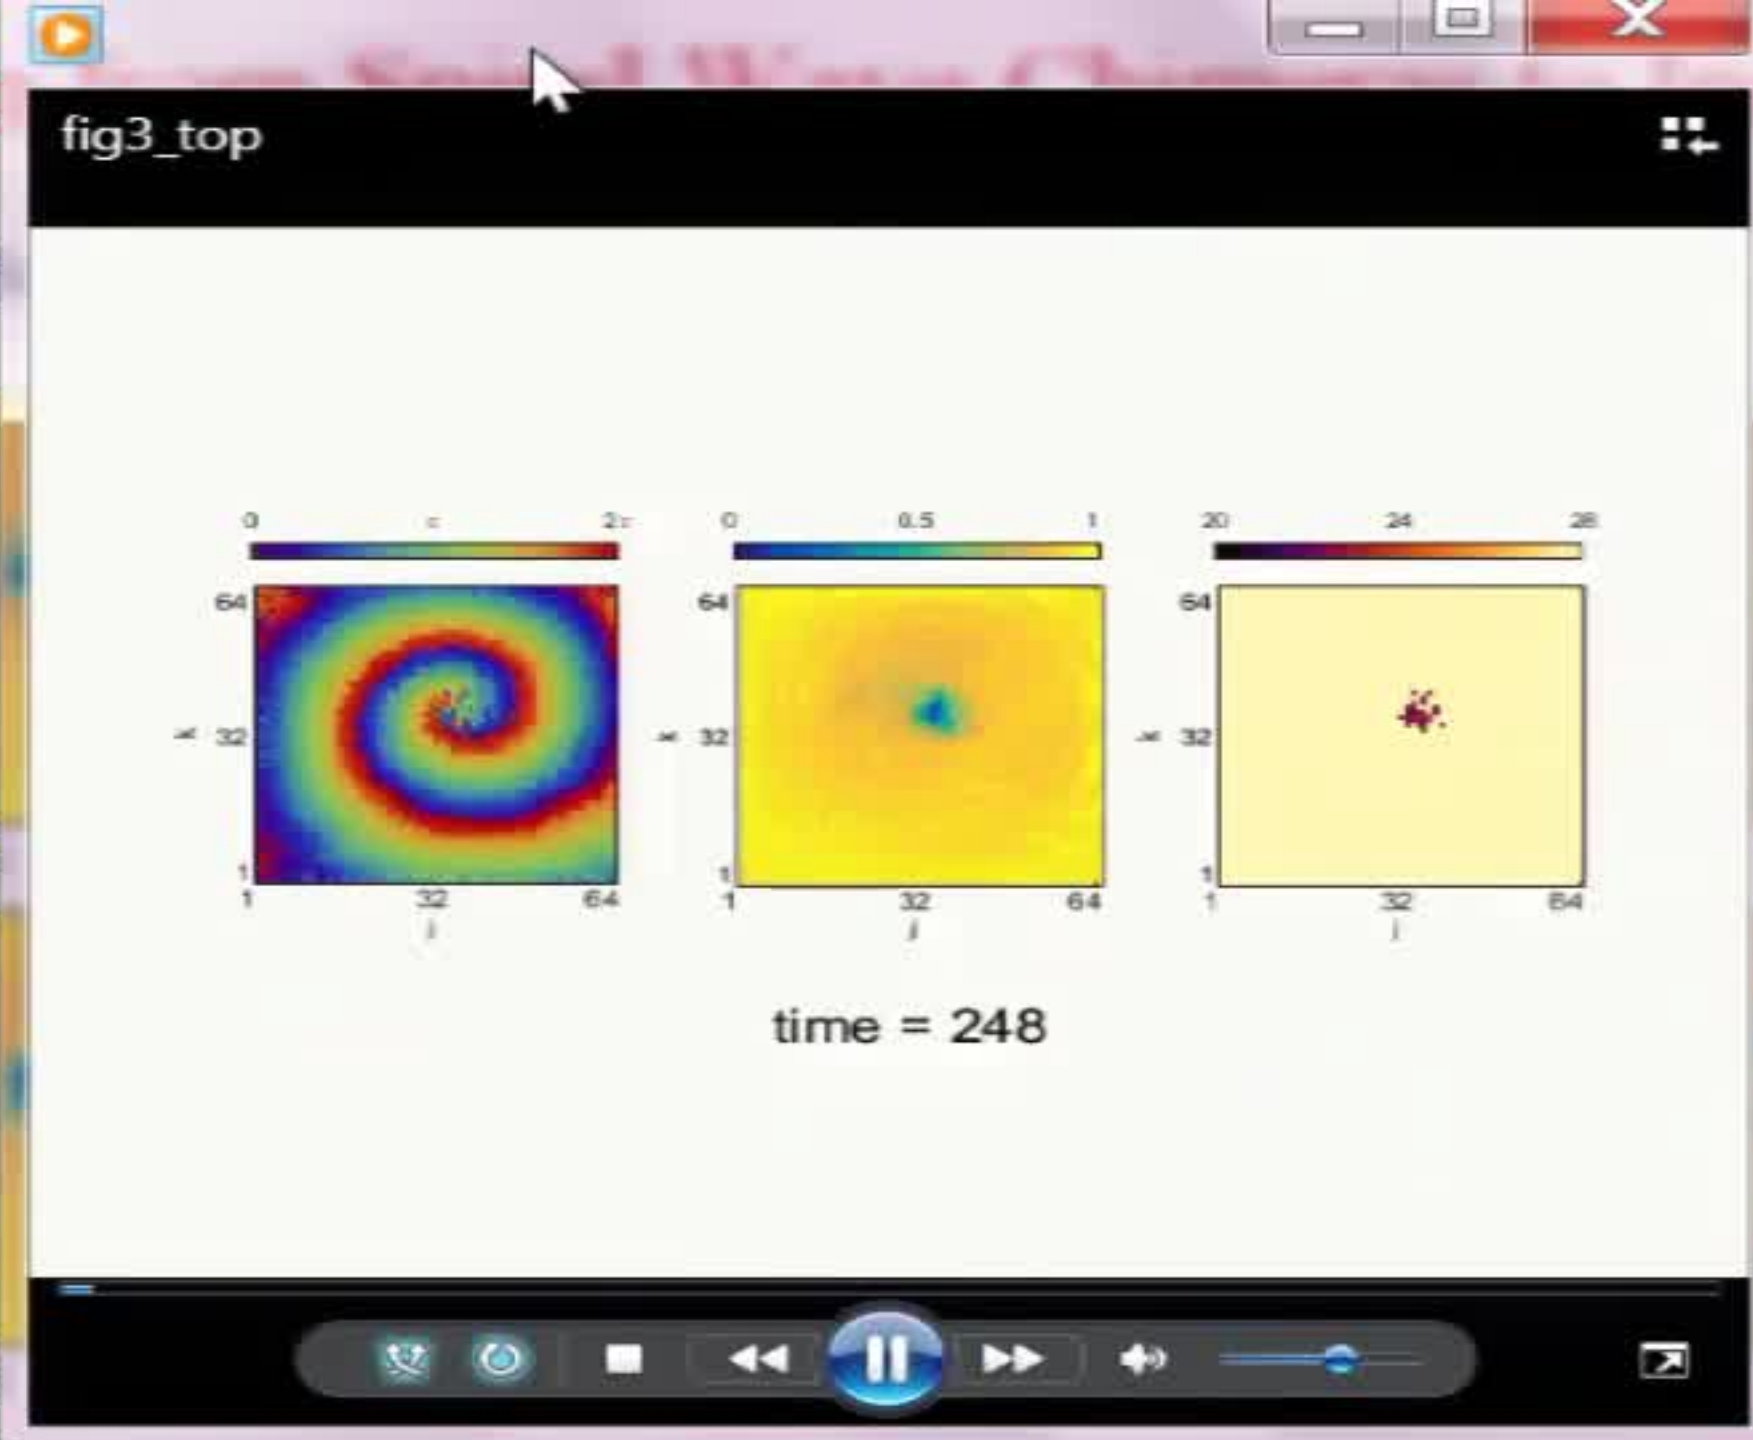 fig3_top
0 2π 0 0.5 1 20 24 28
64 64 64
k 32 k 32 k 32
1 1 1
1 32 64 1 32 64 1 32 64
j
time = 248